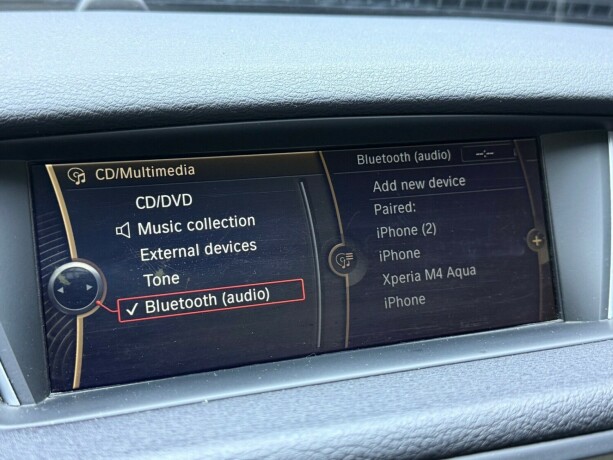 CD/Multimedia
CD/DVD
Music collection
External devices
Tone
Bluetooth (audio)
Bluetooth (audio) --:--
Add new device
Paired:
iPhone (2)
iPhone
Xperia M4 Aqua
iPhone